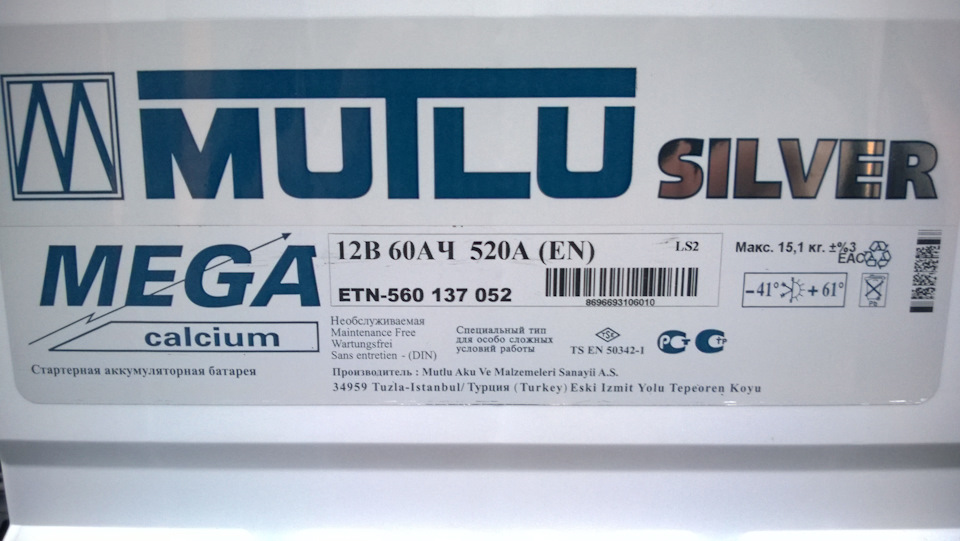 MUTLU SILVER
MEGA
calcium
Стартерная аккумуляторная батарея
12В 60АЧ 520А (EN)
LS2
ETN-560 137 052
8696693106010
Макс. 15,1 кг. ±%3
EAC
-41° +61°
Pb
Необслуживаемая
Maintenance Free
Wartungsfrei
Sans entretien - (DIN)
Специальный тип
для особо сложных
условий работы
TSE
TS EN 50342-1
РСТ
Производитель : Mutlu Aku Ve Malzemeleri Sanayii A.S.
34959 Tuzla-Istanbul/ Турция (Turkey) Eski Izmit Yolu Tepeoren Koyu